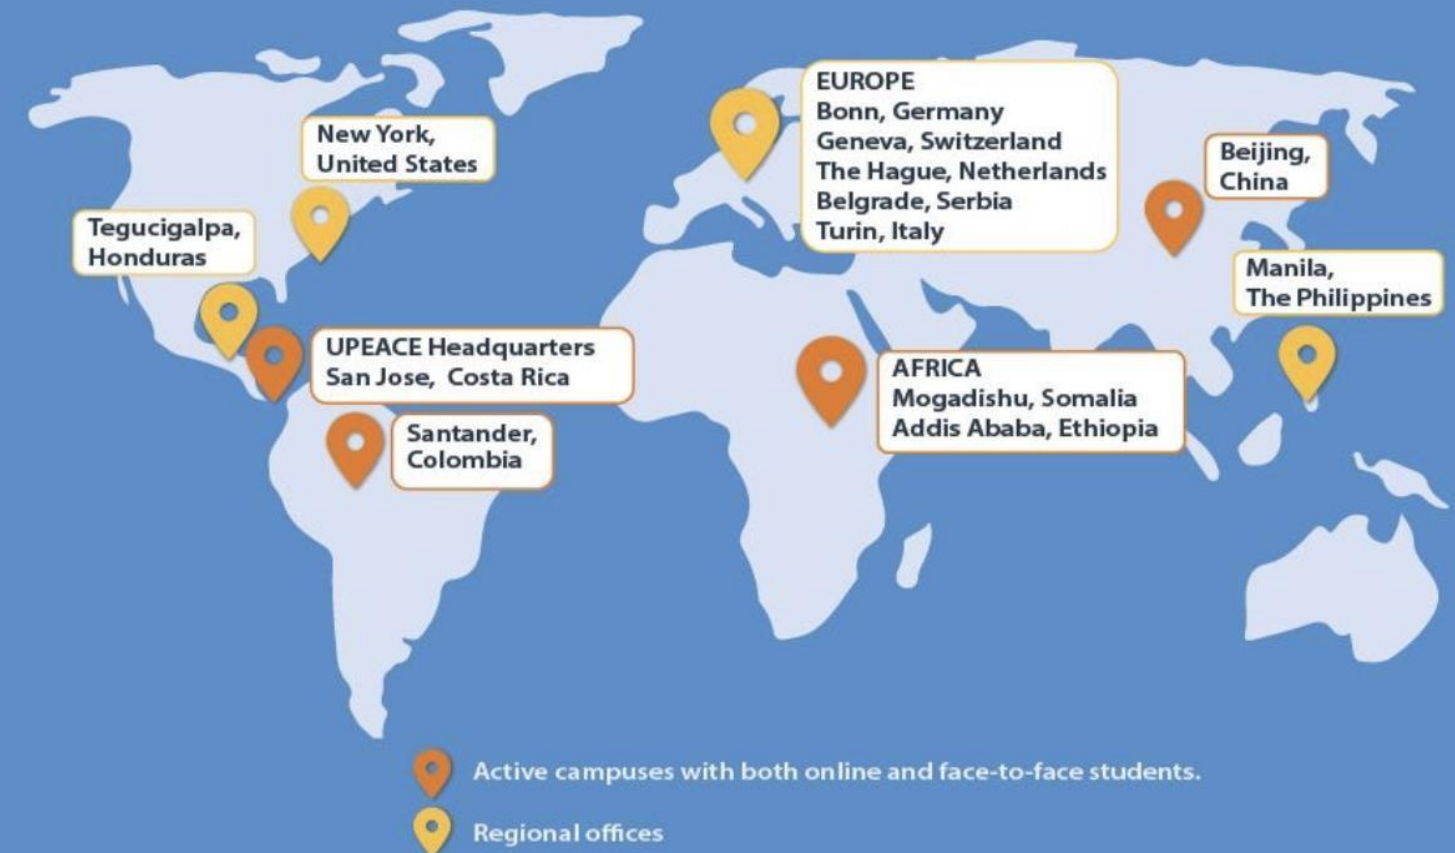 New York,
United States
Tegucigalpa,
Honduras
UPEACE Headquarters
San Jose, Costa Rica
Santander,
Colombia
EUROPE
Bonn, Germany
Geneva, Switzerland
The Hague, Netherlands
Belgrade, Serbia
Turin, Italy
AFRICA
Mogadishu, Somalia
Addis Ababa, Ethiopia
Beijing,
China
Manila,
The Philippines
Active campuses with both online and face-to-face students.
Regional offices